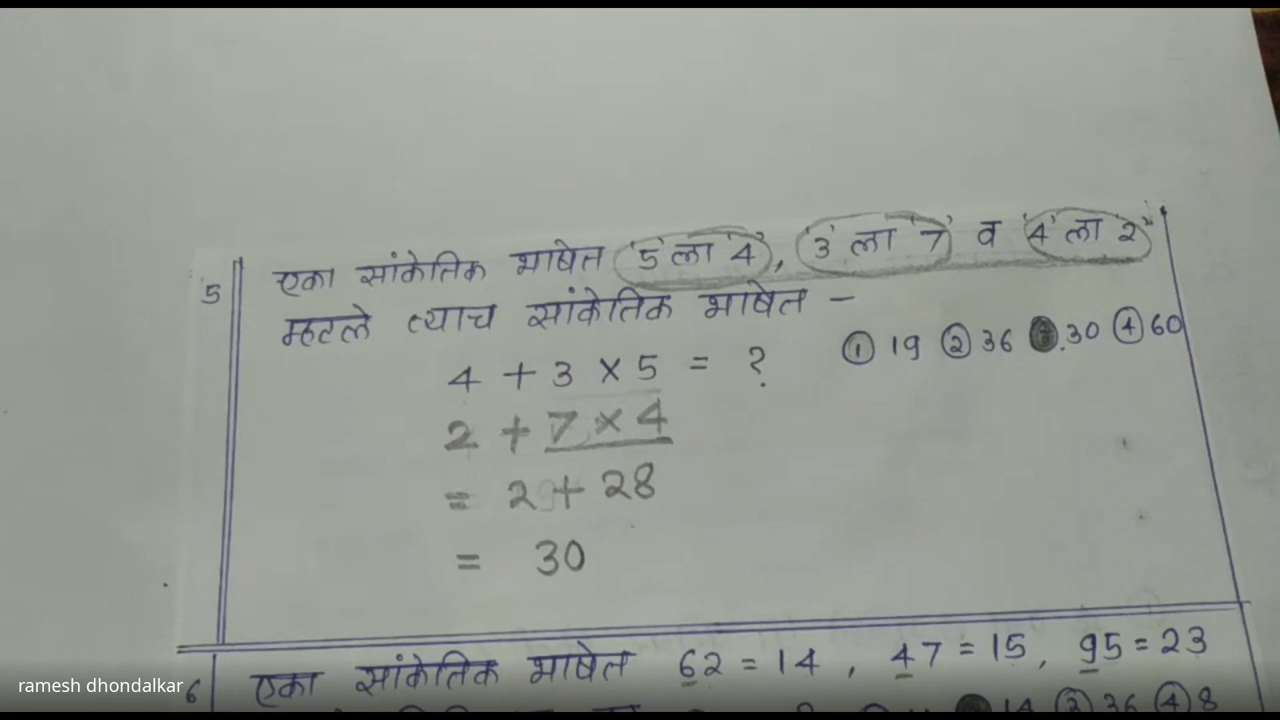 5 एका सांकेतिक भाषेत '5' ला '4', '3' ला '7' व '4' ला 2"
म्हटले त्याच सांकेतिक भाषेत –
4 + 3 × 5 = ? ① 19 ② 36 ③ 30 ④ 60
2 + 7 × 4
= 2 + 28
= 30
6 एका सांकेतिक भाषेत 62 = 14 , 47 = 15, 95 = 23
14 ③ 36 ④ 8
ramesh dhondalkar